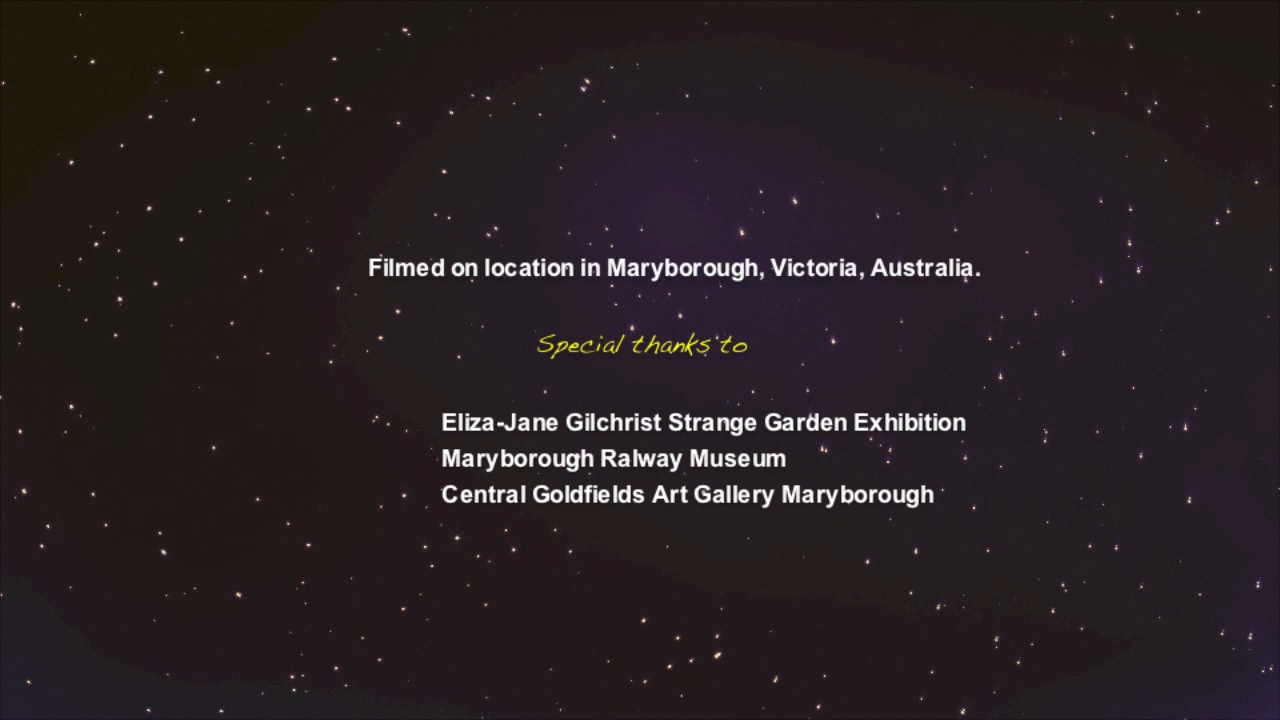 Filmed on location in Maryborough, Victoria, Australia.
Special thanks to
Eliza-Jane Gilchrist Strange Garden Exhibition
Maryborough Ralway Museum
Central Goldfields Art Gallery Maryborough